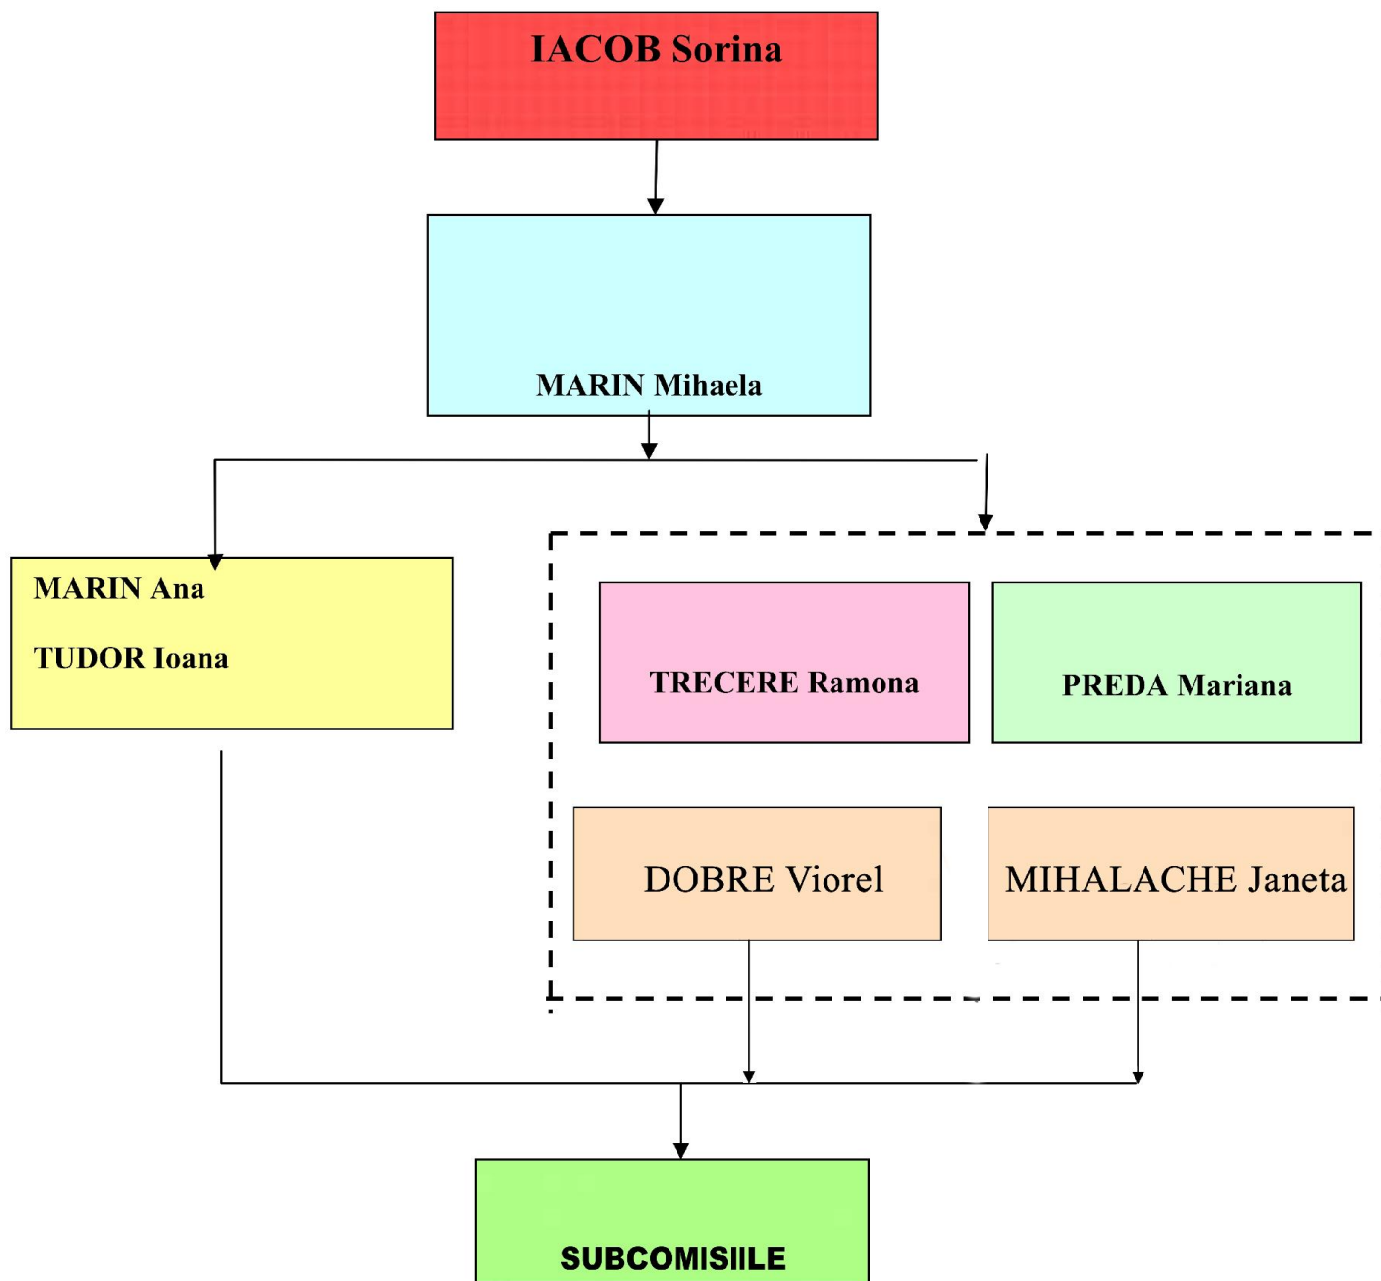 IACOB Sorina
MARIN Mihaela
MARIN Ana
TUDOR Ioana
TRECERE Ramona
PREDA Mariana
DOBRE Viorel
MIHALACHE Janeta
SUBCOMISIILE